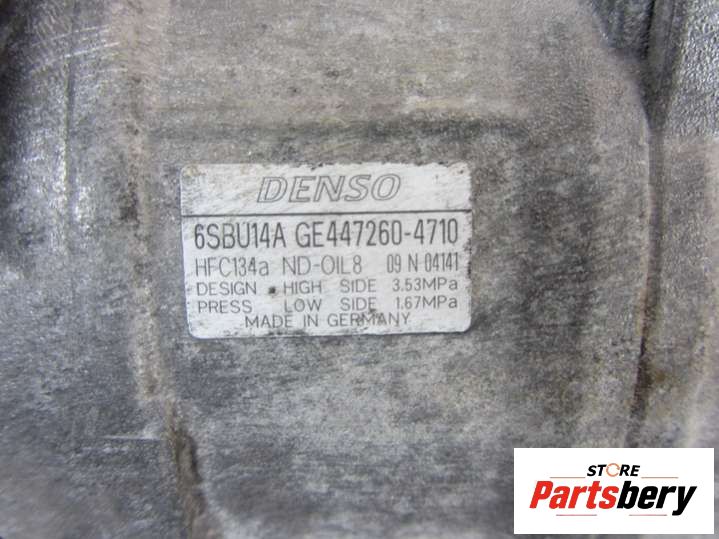 DENSO
6SBU14A GE447260-4710
HFC134a ND-OIL8 09 N 04141
DESIGN HIGH SIDE 3.53MPa
PRESS LOW SIDE 1.67MPa
MADE IN GERMANY
STORE
Partsbery